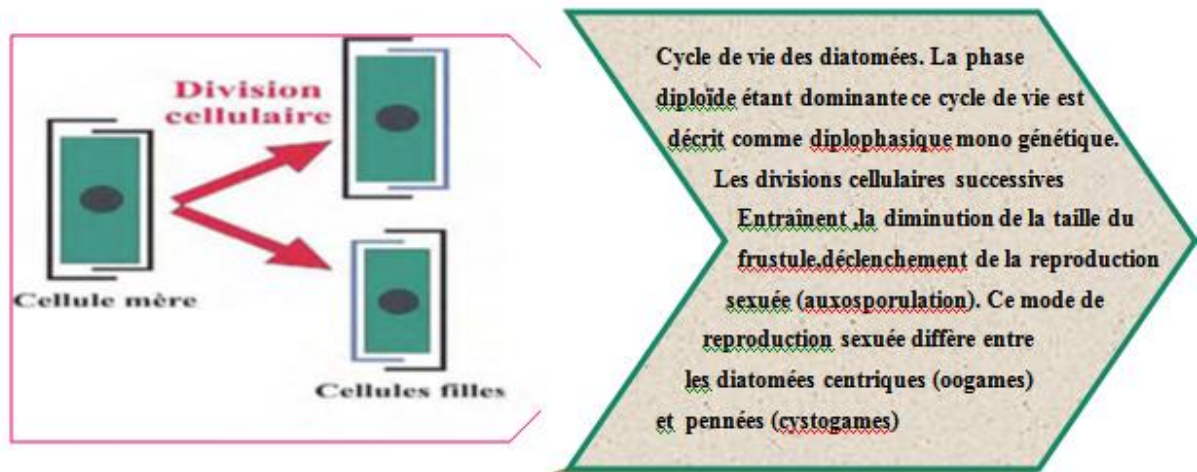 Division
cellulaire
Cellule mère
Cellules filles
Cycle de vie des diatomées. La phase
diploïde étant dominante ce cycle de vie est
décrit comme diplophasique mono génétique.
Les divisions cellulaires successives
Entraînent ,la diminution de la taille du
frustule,déclenchement de la reproduction
sexuée (auxosporulation). Ce mode de
reproduction sexuée diffère entre
les diatomées centriques (oogames)
et pennées (cystogames)